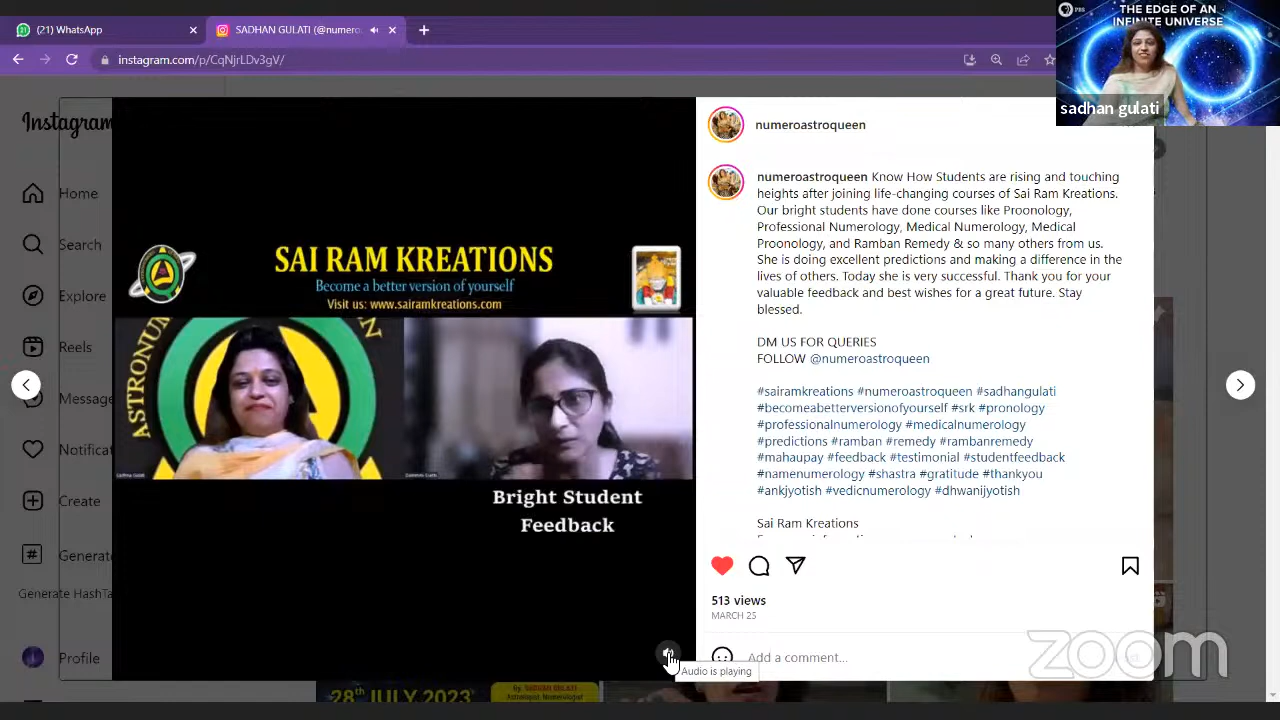 (21) WhatsApp
SADHAN GULATI (@numero
instagram.com/p/CqNjrLDv3gV/
PBS
THE EDGE OF AN
INFINITE UNIVERSE
sadhan gulati
Instagram
Home
Search
Explore
Reels
Message
Notificat
Create
Generate
Generate HashTa
Profile
SAI RAM KREATIONS
Become a better version of yourself
Visit us: www.sairamkreations.com
ASTRONUM
Bright Student
Feedback
numeroastroqueen
numeroastroqueen Know How Students are rising and touching
heights after joining life-changing courses of Sai Ram Kreations.
Our bright students have done courses like Proonology,
Professional Numerology, Medical Numerology, Medical
Proonology, and Ramban Remedy & so many others from us.
She is doing excellent predictions and making a difference in the
lives of others. Today she is very successful. Thank you for your
valuable feedback and best wishes for a great future. Stay
blessed.
DM US FOR QUERIES
FOLLOW @numeroastroqueen
#sairamkreations #numeroastroqueen #sadhangulati
#becomeabetterversionofyourself #srk #pronology
#professionalnumerology #medicalnumerology
#predictions #ramban #remedy #rambanremedy
#mahaupay #feedback #testimonial #studentfeedback
#namenumerology #shastra #gratitude #thankyou
#ankjyotish #vedicnumerology #dhwanijyotish
Sai Ram Kreations
513 views
MARCH 25
Add a comment...
Audio is playing
zoom
28th JULY 2023